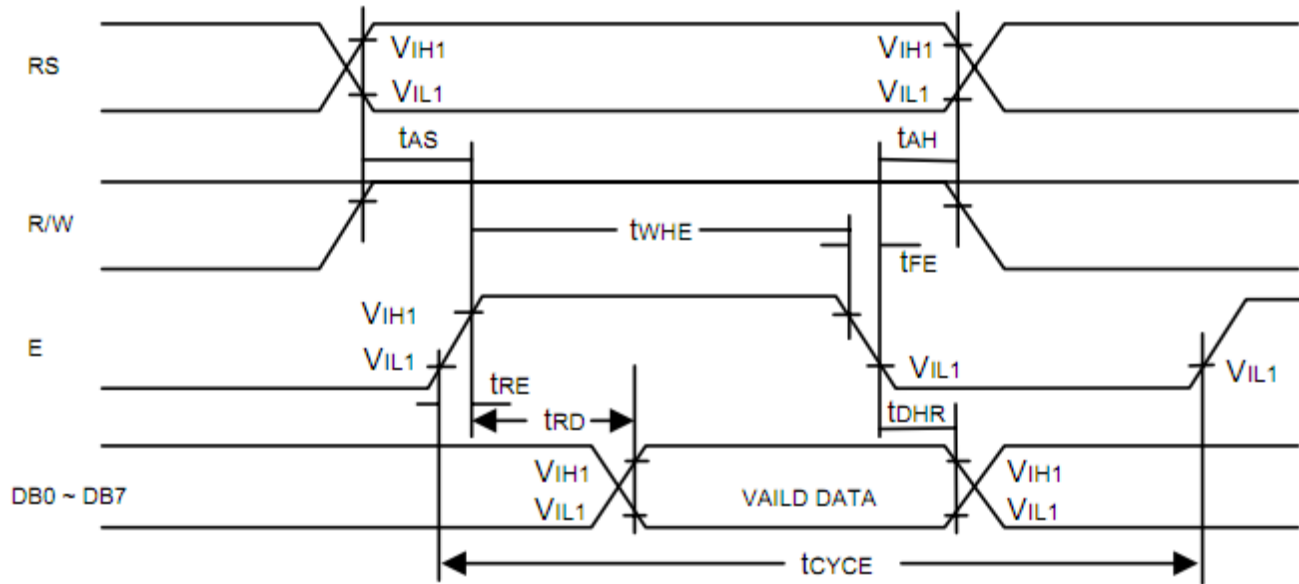 RS
VIH1
VIH1
VIL1
VIL1
tAS
tAH
R/W
tWHE
tFE
E
VIH1
VIL1
VIL1
VIL1
tRE
tRD
tDHR
DB0 ~ DB7
VIH1
VIH1
VIL1
VAILD DATA
VIL1
tCYCE